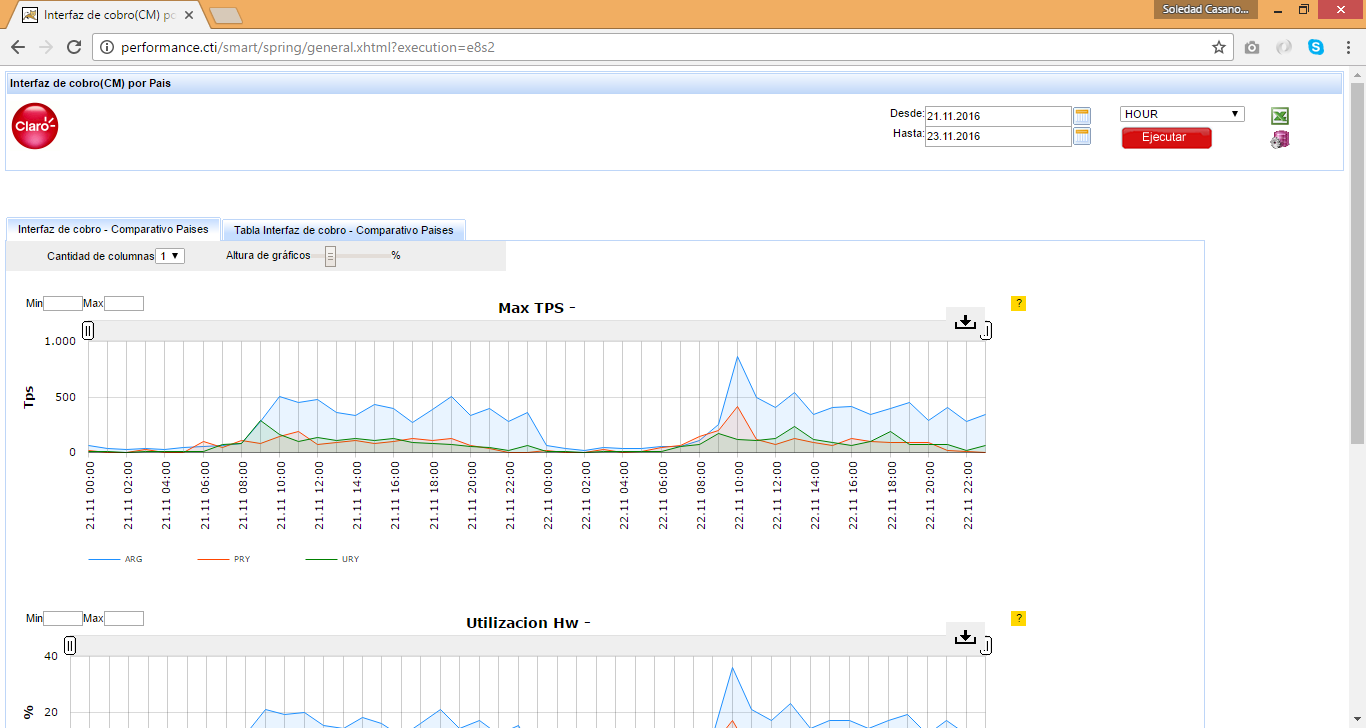 Interfaz de cobro(CM) pc
Soledad Casano...
performance.cti/smart/spring/general.xhtml?execution=e8s2
Interfaz de cobro(CM) por Pais
Claro
Desde: 21.11.2016
HOUR
Hasta: 23.11.2016
Ejecutar
Interfaz de cobro - Comparativo Paises
Tabla Interfaz de cobro - Comparativo Paises
Cantidad de columnas 1
Altura de gráficos %
Min Max
Max TPS -
?
1.000
500
0
Tps
21.11 00:00
21.11 02:00
21.11 04:00
21.11 06:00
21.11 08:00
21.11 10:00
21.11 12:00
21.11 14:00
21.11 16:00
21.11 18:00
21.11 20:00
21.11 22:00
22.11 00:00
22.11 02:00
22.11 04:00
22.11 06:00
22.11 08:00
22.11 10:00
22.11 12:00
22.11 14:00
22.11 16:00
22.11 18:00
22.11 20:00
22.11 22:00
ARG PRY URY
Min Max
Utilizacion Hw -
?
40
20
%